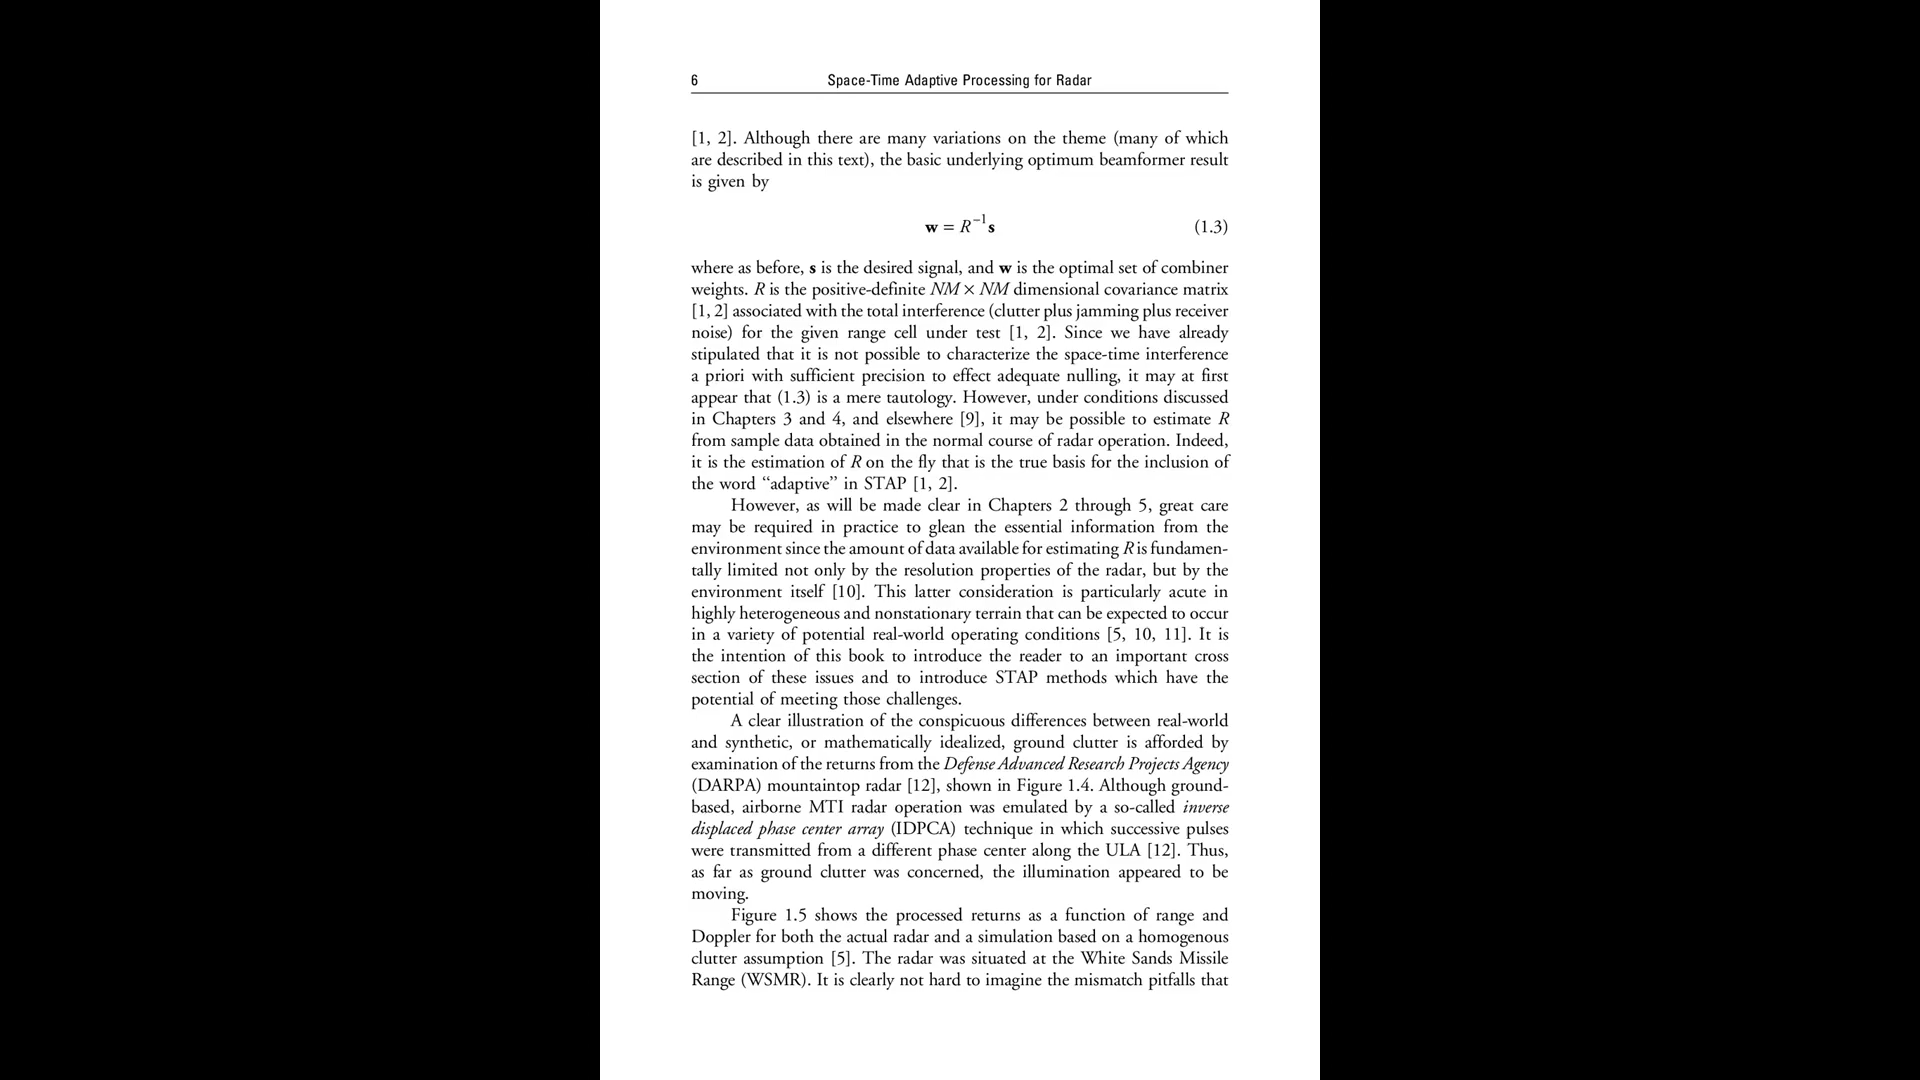 6 Space-Time Adaptive Processing for Radar
[1, 2]. Although there are many variations on the theme (many of which
are described in this text), the basic underlying optimum beamformer result
is given by
w = R⁻¹s (1.3)
where as before, s is the desired signal, and w is the optimal set of combiner
weights. R is the positive-definite NM × NM dimensional covariance matrix
[1, 2] associated with the total interference (clutter plus jamming plus receiver
noise) for the given range cell under test [1, 2]. Since we have already
stipulated that it is not possible to characterize the space-time interference
a priori with sufficient precision to effect adequate nulling, it may at first
appear that (1.3) is a mere tautology. However, under conditions discussed
in Chapters 3 and 4, and elsewhere [9], it may be possible to estimate R
from sample data obtained in the normal course of radar operation. Indeed,
it is the estimation of R on the fly that is the true basis for the inclusion of
the word ‘‘adaptive’’ in STAP [1, 2].
However, as will be made clear in Chapters 2 through 5, great care
may be required in practice to glean the essential information from the
environment since the amount of data available for estimating R is fundamen-
tally limited not only by the resolution properties of the radar, but by the
environment itself [10]. This latter consideration is particularly acute in
highly heterogeneous and nonstationary terrain that can be expected to occur
in a variety of potential real-world operating conditions [5, 10, 11]. It is
the intention of this book to introduce the reader to an important cross
section of these issues and to introduce STAP methods which have the
potential of meeting those challenges.
A clear illustration of the conspicuous differences between real-world
and synthetic, or mathematically idealized, ground clutter is afforded by
examination of the returns from the Defense Advanced Research Projects Agency
(DARPA) mountaintop radar [12], shown in Figure 1.4. Although ground-
based, airborne MTI radar operation was emulated by a so-called inverse
displaced phase center array (IDPCA) technique in which successive pulses
were transmitted from a different phase center along the ULA [12]. Thus,
as far as ground clutter was concerned, the illumination appeared to be
moving.
Figure 1.5 shows the processed returns as a function of range and
Doppler for both the actual radar and a simulation based on a homogenous
clutter assumption [5]. The radar was situated at the White Sands Missile
Range (WSMR). It is clearly not hard to imagine the mismatch pitfalls that